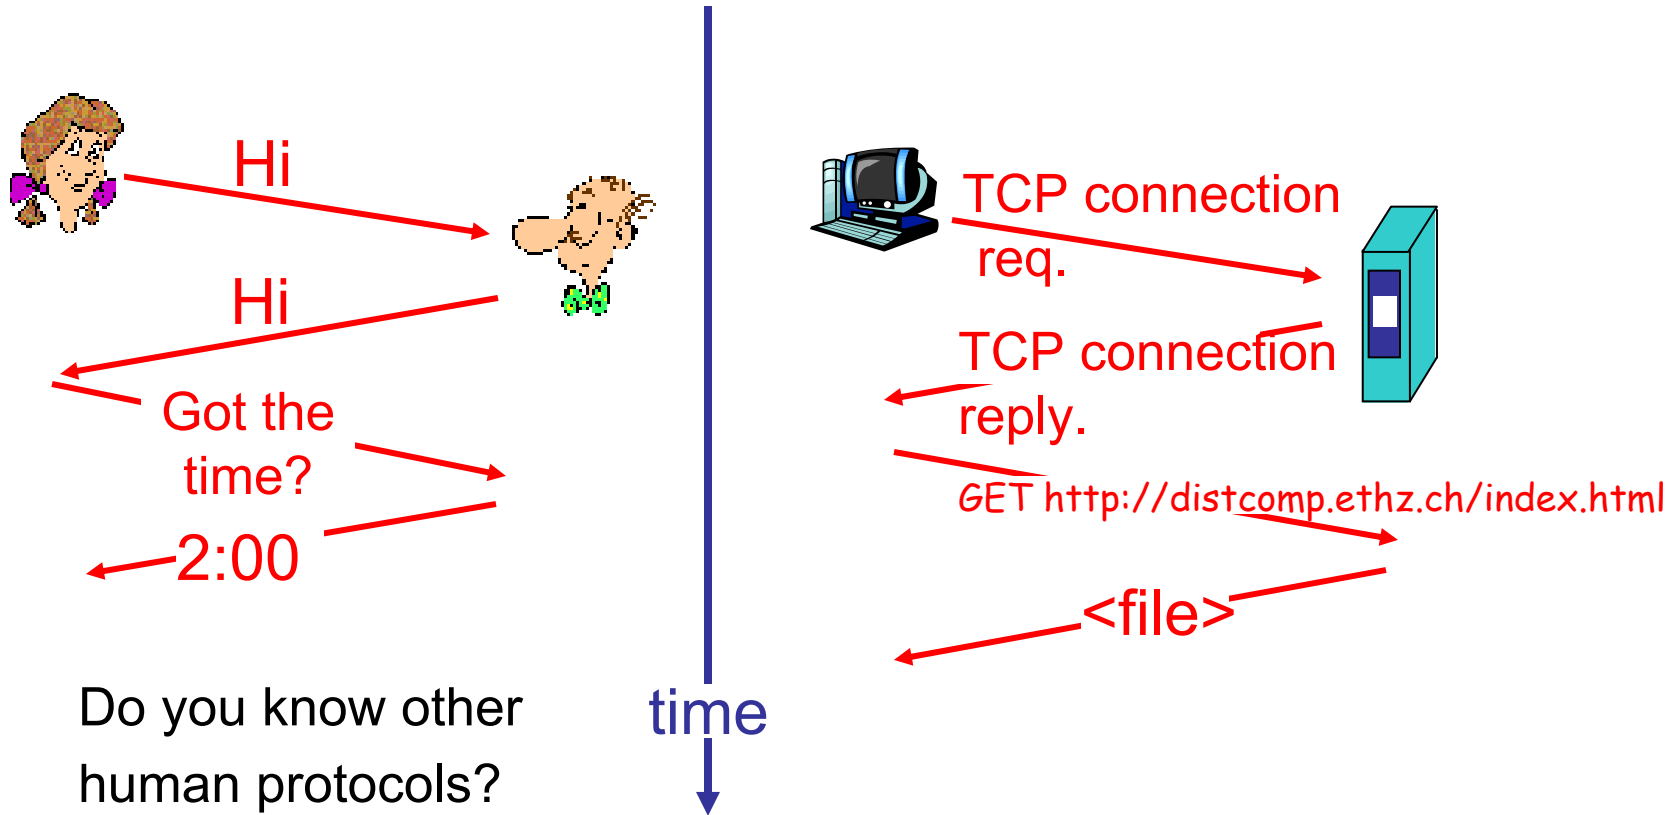 Hi
Hi
Got the
time?
2:00
Do you know other
human protocols?
time
TCP connection
req.
TCP connection
reply.
GET http://distcomp.ethz.ch/index.html
<file>